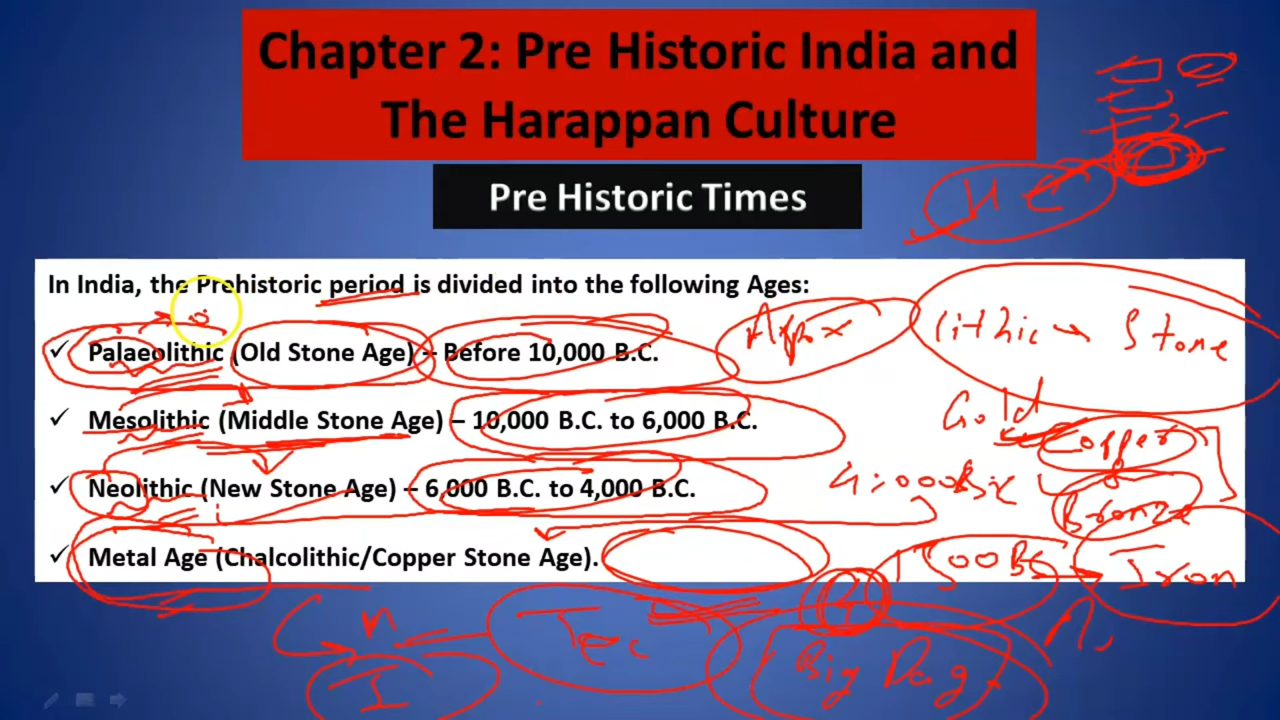 Chapter 2: Pre Historic India and
The Harappan Culture
Pre Historic Times
In India, the Prehistoric period is divided into the following Ages:
✓ Palaeolithic (Old Stone Age) – Before 10,000 B.C.
Lithic → Stone
✓ Mesolithic (Middle Stone Age) – 10,000 B.C. to 6,000 B.C.
Gold
Copper
✓ Neolithic (New Stone Age) – 6,000 B.C. to 4,000 B.C.
Bronze
✓ Metal Age (Chalcolithic/Copper Stone Age).
Iron
Tec
I
Big Dag